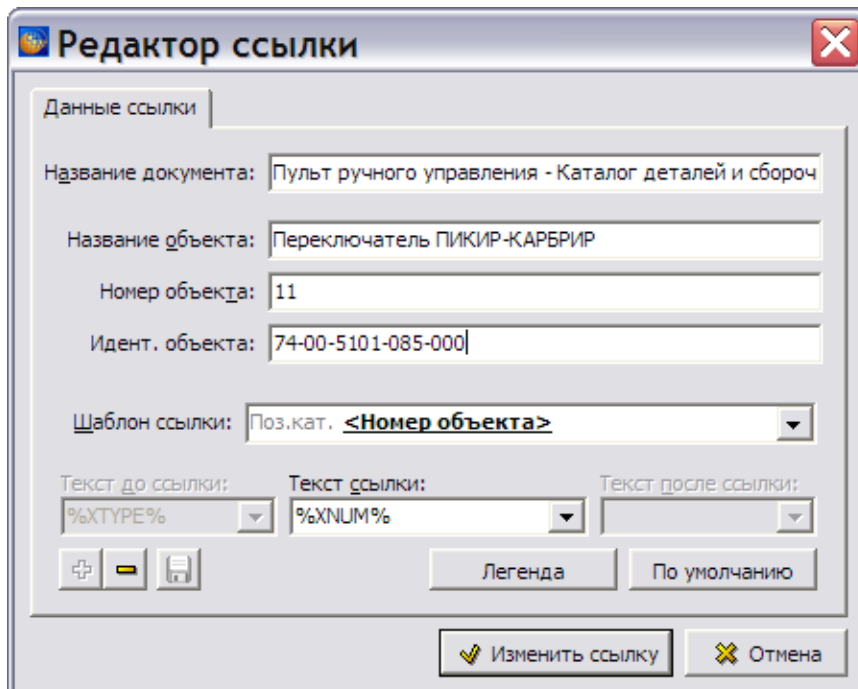 Редактор ссылки
Данные ссылки
Название документа: Пульт ручного управления - Каталог деталей и сбороч
Название объекта: Переключатель ПИКИР-КАРБРИР
Номер объекта: 11
Идент. объекта: 74-00-5101-085-000
Шаблон ссылки: Поз.кат. <Номер объекта>
Текст до ссылки: Текст ссылки: Текст после ссылки:
%XTYPE% %XNUM%
Легенда По умолчанию
Изменить ссылку Отмена